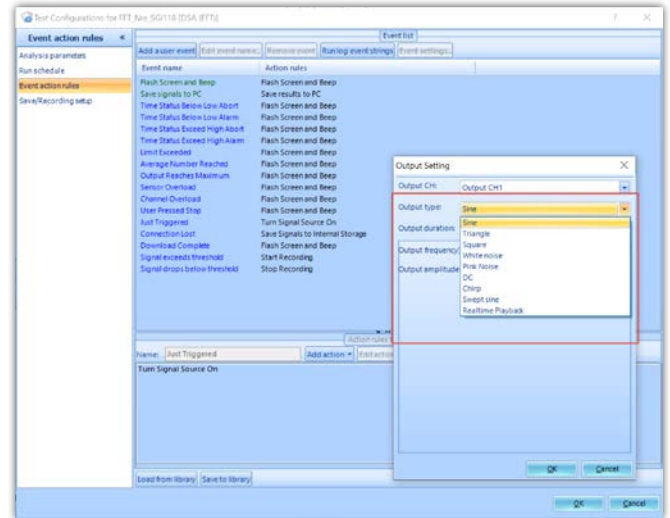 Test Configurations for FFT_Nre_SG/118 (DSA (FFT))
Event action rules «
Analysis parameters
Run schedule
Event action rules
Save/Recording setup
Event list
Add a user event Edit event name... Remove event Run log event strings Event settings...
Event name Action rules
Flash Screen and Beep Flash Screen and Beep
Save signals to PC Save results to PC
Time Status Below Low Abort Flash Screen and Beep
Time Status Below Low Alarm Flash Screen and Beep
Time Status Exceed High Abort Flash Screen and Beep
Time Status Exceed High Alarm Flash Screen and Beep
Limit Exceeded Flash Screen and Beep
Average Number Reached Flash Screen and Beep
Output Reaches Maximum Flash Screen and Beep
Sensor Overload Flash Screen and Beep
Channel Overload Flash Screen and Beep
User Pressed Stop Flash Screen and Beep
Just Triggered Turn Signal Source On
Connection Lost Save Signals to Internal Storage
Download Complete Flash Screen and Beep
Signal exceeds threshold Start Recording
Signal drops below threshold Stop Recording
Action rules
Name: Just Triggered Add action Edit action
Turn Signal Source On
Load from library Save to library
OK Cancel
Output Setting
Output CH: Output CH1
Output type: Sine
Output duration:
Output frequency
Output amplitude
Sine
Triangle
Square
White noise
Pink Noise
DC
Chirp
Swept sine
Realtime Playback
OK Cancel